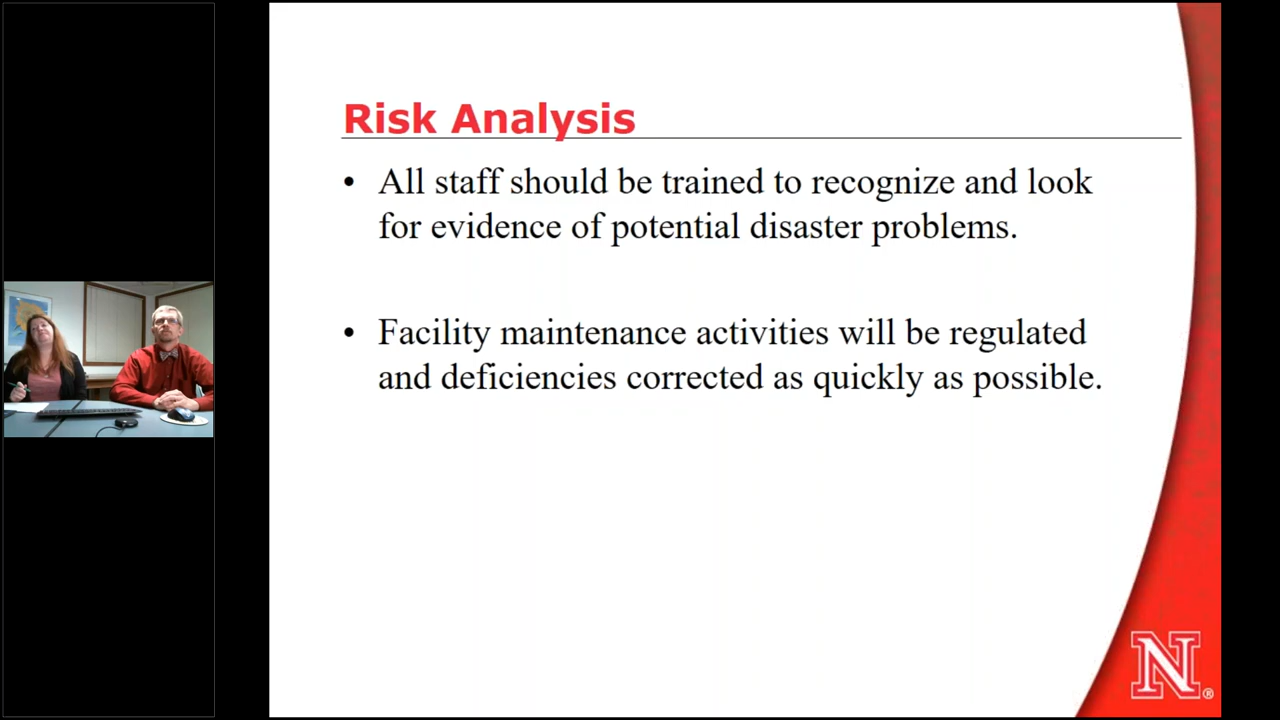 Risk Analysis
• All staff should be trained to recognize and look
for evidence of potential disaster problems.
• Facility maintenance activities will be regulated
and deficiencies corrected as quickly as possible.
N®